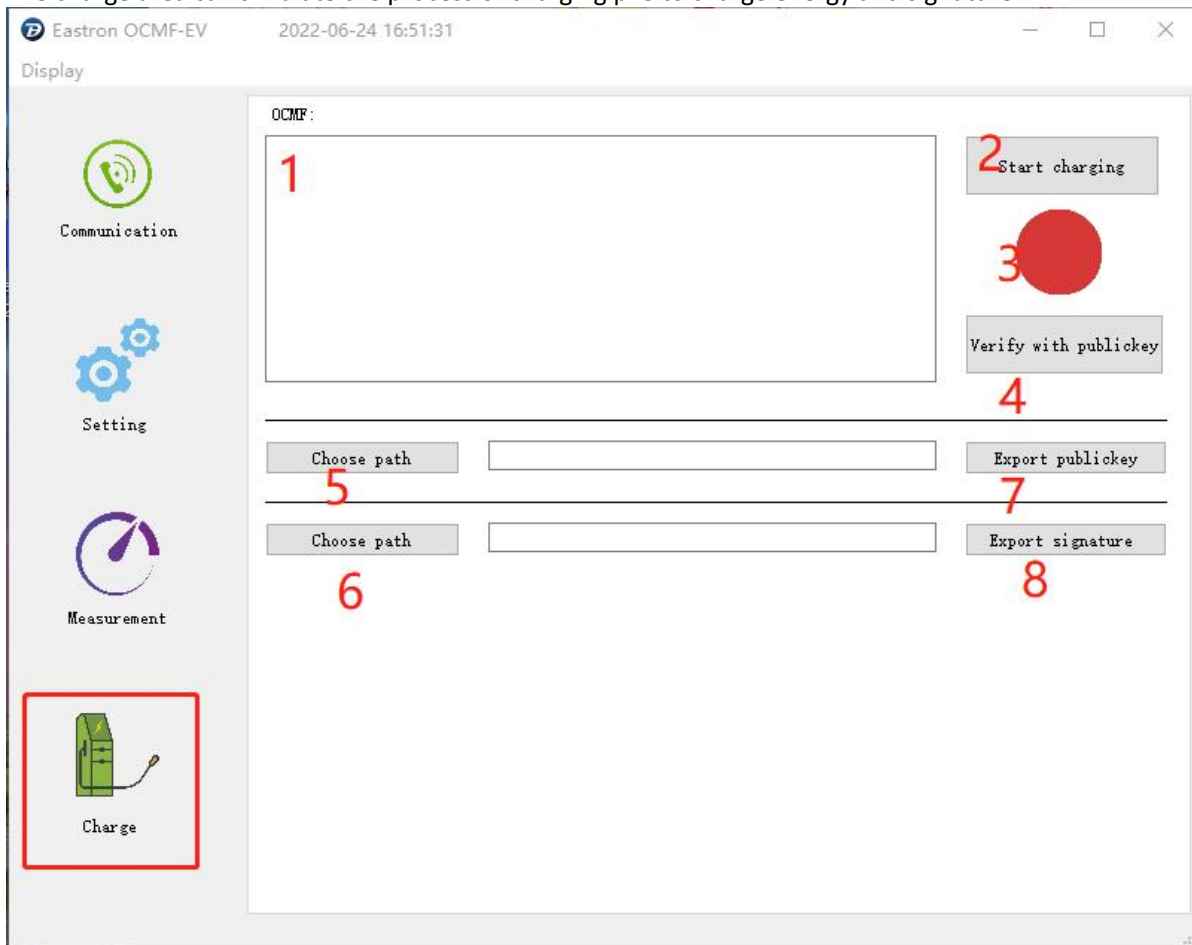 Eastron OCMF-EV 2022-06-24 16:51:31
Display
OCMF:
1
2
Start charging
Communication
3
Verify with publickey
4
Setting
Choose path
Export publickey
5
7
Choose path
Export signature
6
8
Measurement
Charge